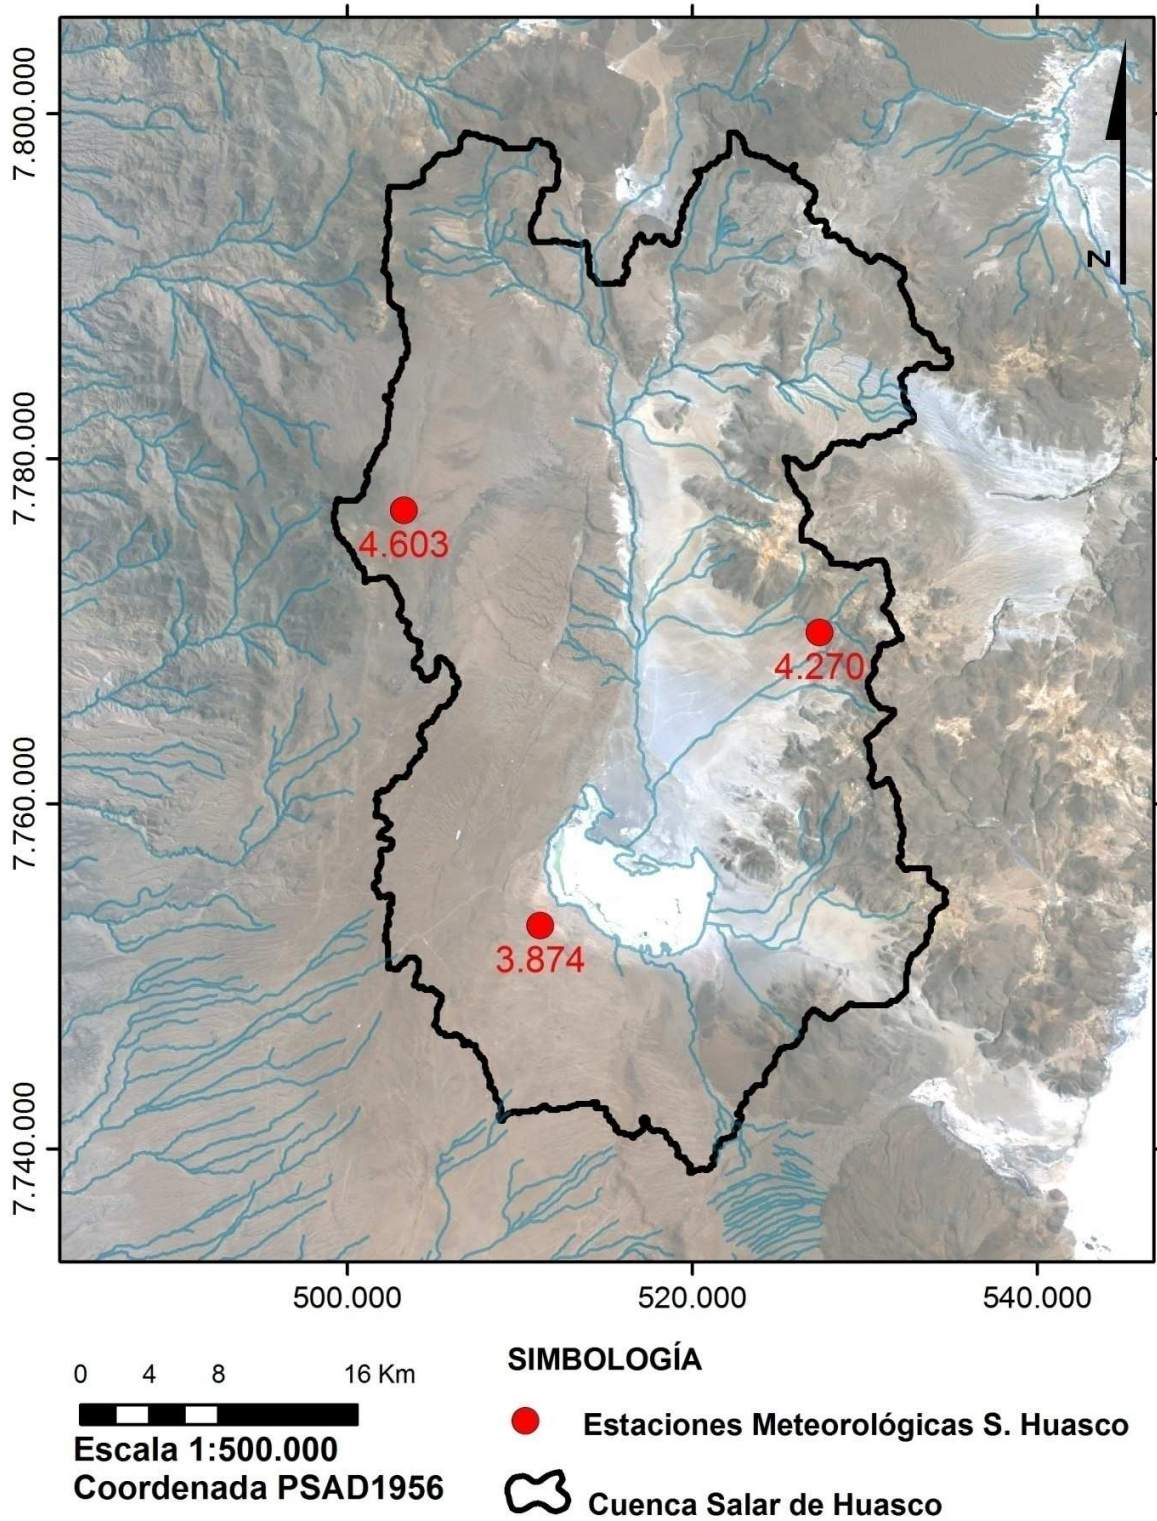 7.800.000
N
7.780.000
4.603
4.270
7.760.000
3.874
7.740.000
500.000 520.000 540.000
SIMBOLOGÍA
0 4 8 16 Km
Estaciones Meteorológicas S. Huasco
Escala 1:500.000
Coordenada PSAD1956
Cuenca Salar de Huasco